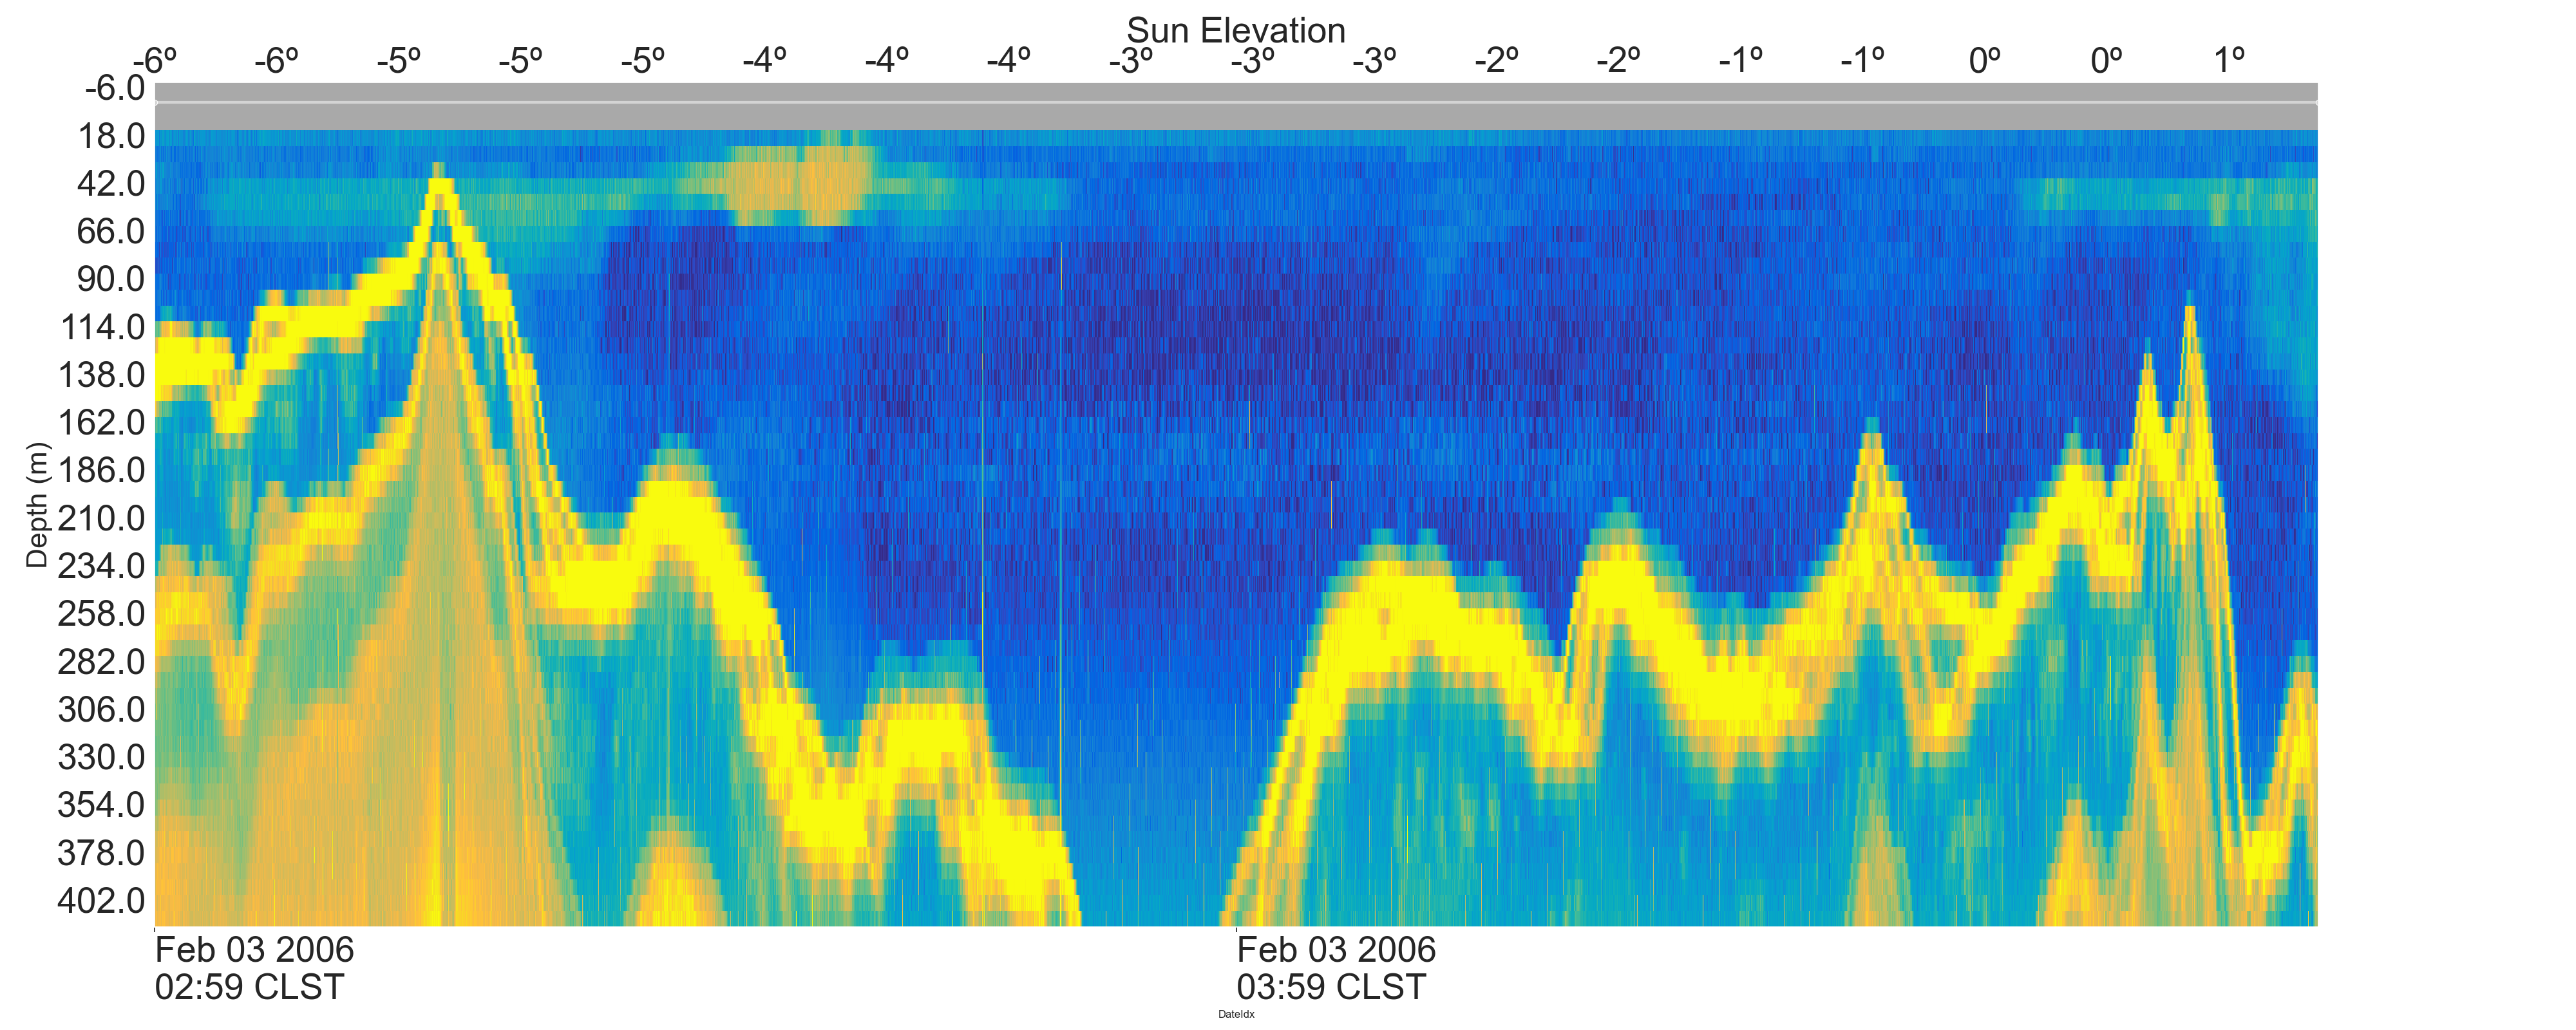 Sun Elevation
-6º -6º -5º -5º -5º -4º -4º -4º -3º -3º -3º -2º -2º -1º -1º 0º 0º 1º
-6.0
18.0
42.0
66.0
90.0
114.0
138.0
162.0
186.0
210.0
234.0
258.0
282.0
306.0
330.0
354.0
378.0
402.0
Depth (m)
Feb 03 2006
02:59 CLST
Feb 03 2006
03:59 CLST
DateIdx